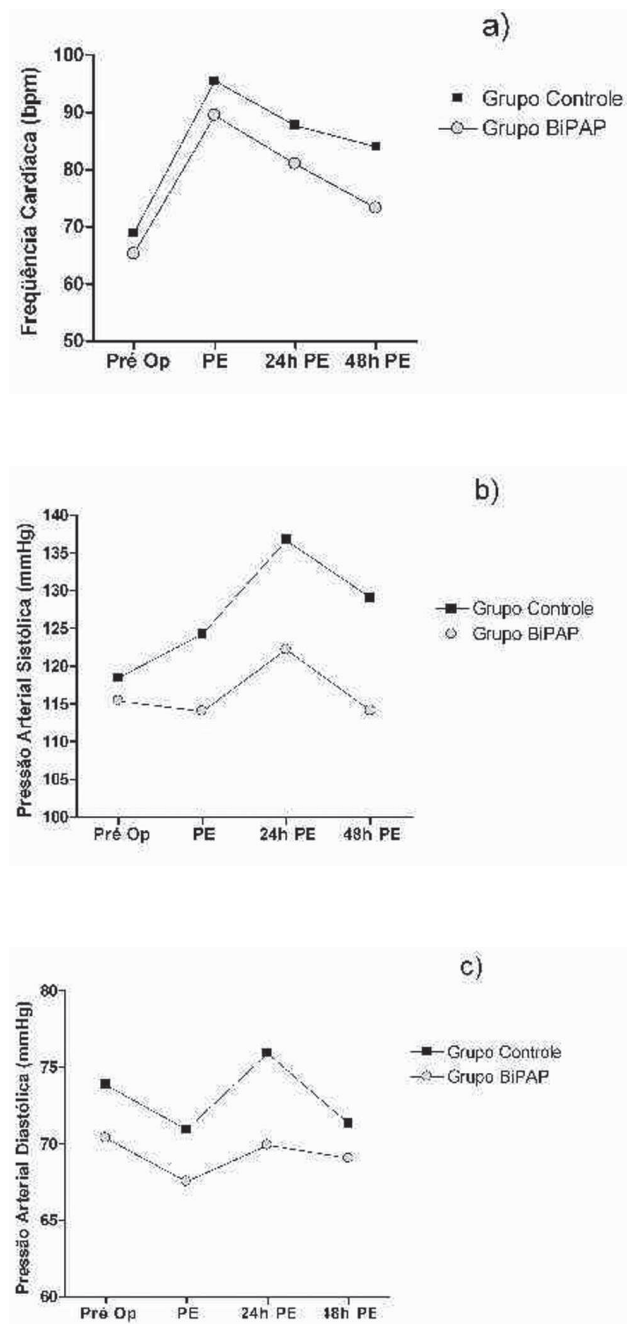 a)
Freqüência Cardíaca (bpm)
100
90
80
70
60
50
Pré Op PE 24h PE 48h PE
Grupo Controle
Grupo BiPAP
b)
Pressão Arterial Sistólica (mmHg)
140
135
130
125
120
115
110
105
100
Pré Op PE 24h PE 48h PE
Grupo Controle
Grupo BiPAP
c)
Pressão Arterial Diastólica (mmHg)
80
75
70
65
60
Pré Op PE 24h PE 48h PE
Grupo Controle
Grupo BiPAP